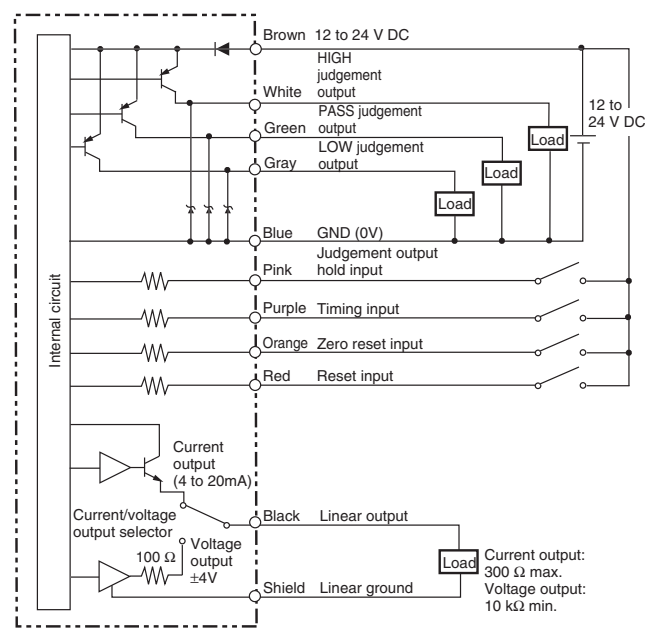 Brown 12 to 24 V DC
HIGH
judgement
White output
PASS judgement
Green output
LOW judgement
Gray output
12 to
24 V DC
Load
Load
Load
Blue GND (0V)
Judgement output
Pink hold input
Purple Timing input
Orange Zero reset input
Red Reset input
Internal circuit
Current
output
(4 to 20mA)
Current/voltage
output selector
Black Linear output
100 Ω
Voltage
output
±4V
Shield Linear ground
Load
Current output:
300 Ω max.
Voltage output:
10 kΩ min.